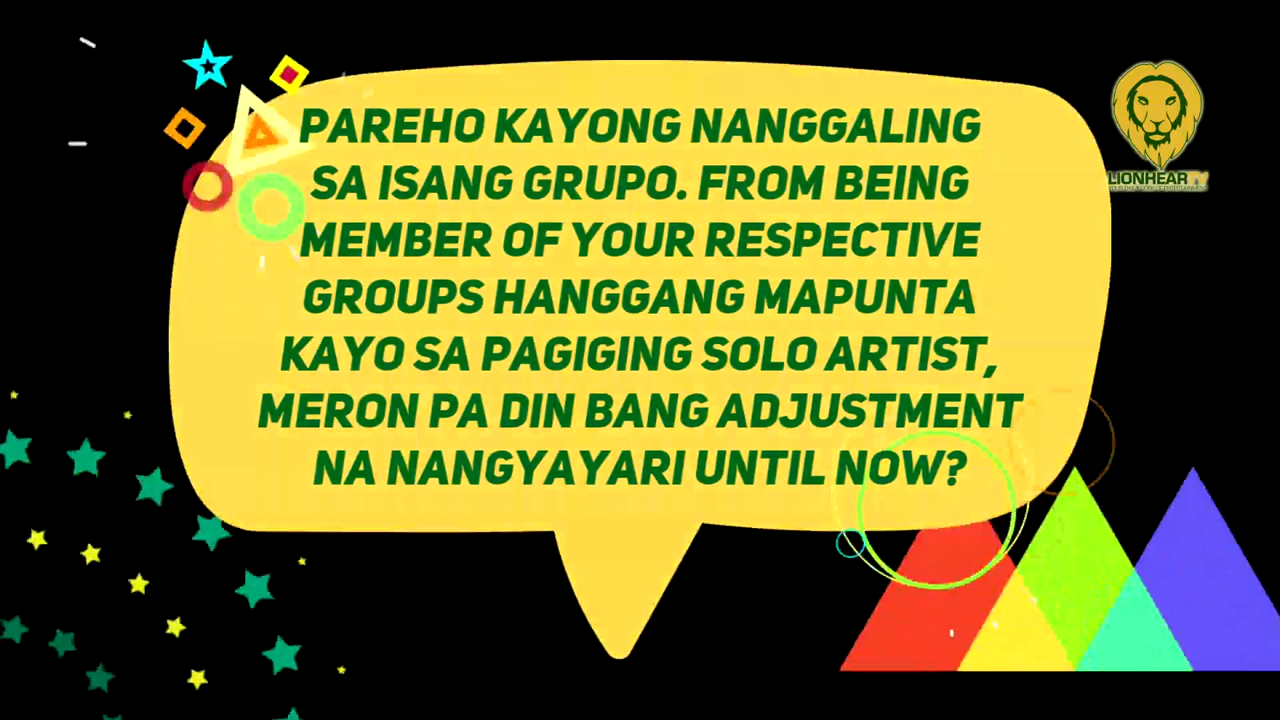 PAREHO KAYONG NANGGALING
SA ISANG GRUPO. FROM BEING
MEMBER OF YOUR RESPECTIVE
GROUPS HANGGANG MAPUNTA
KAYO SA PAGIGING SOLO ARTIST,
MERON PA DIN BANG ADJUSTMENT
NA NANGYAYARI UNTIL NOW?
LIONHEARTV